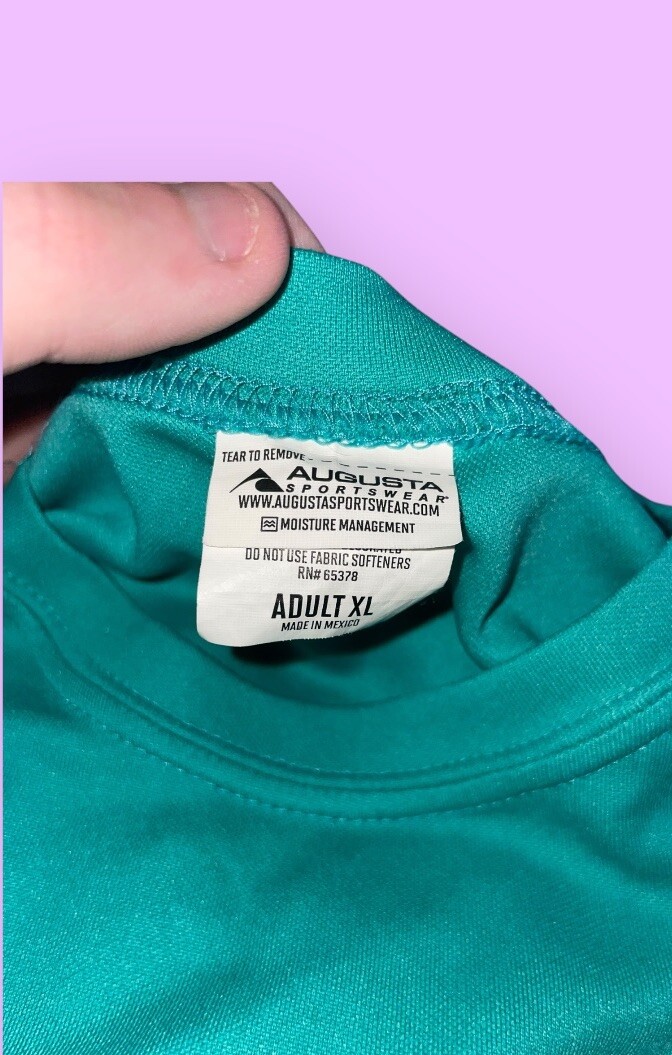 TEAR TO REMOVE
AUGUSTA
SPORTSWEAR®
WWW.AUGUSTASPORTSWEAR.COM
MOISTURE MANAGEMENT
DO NOT USE FABRIC SOFTENERS
RN# 65378
ADULT XL
MADE IN MEXICO